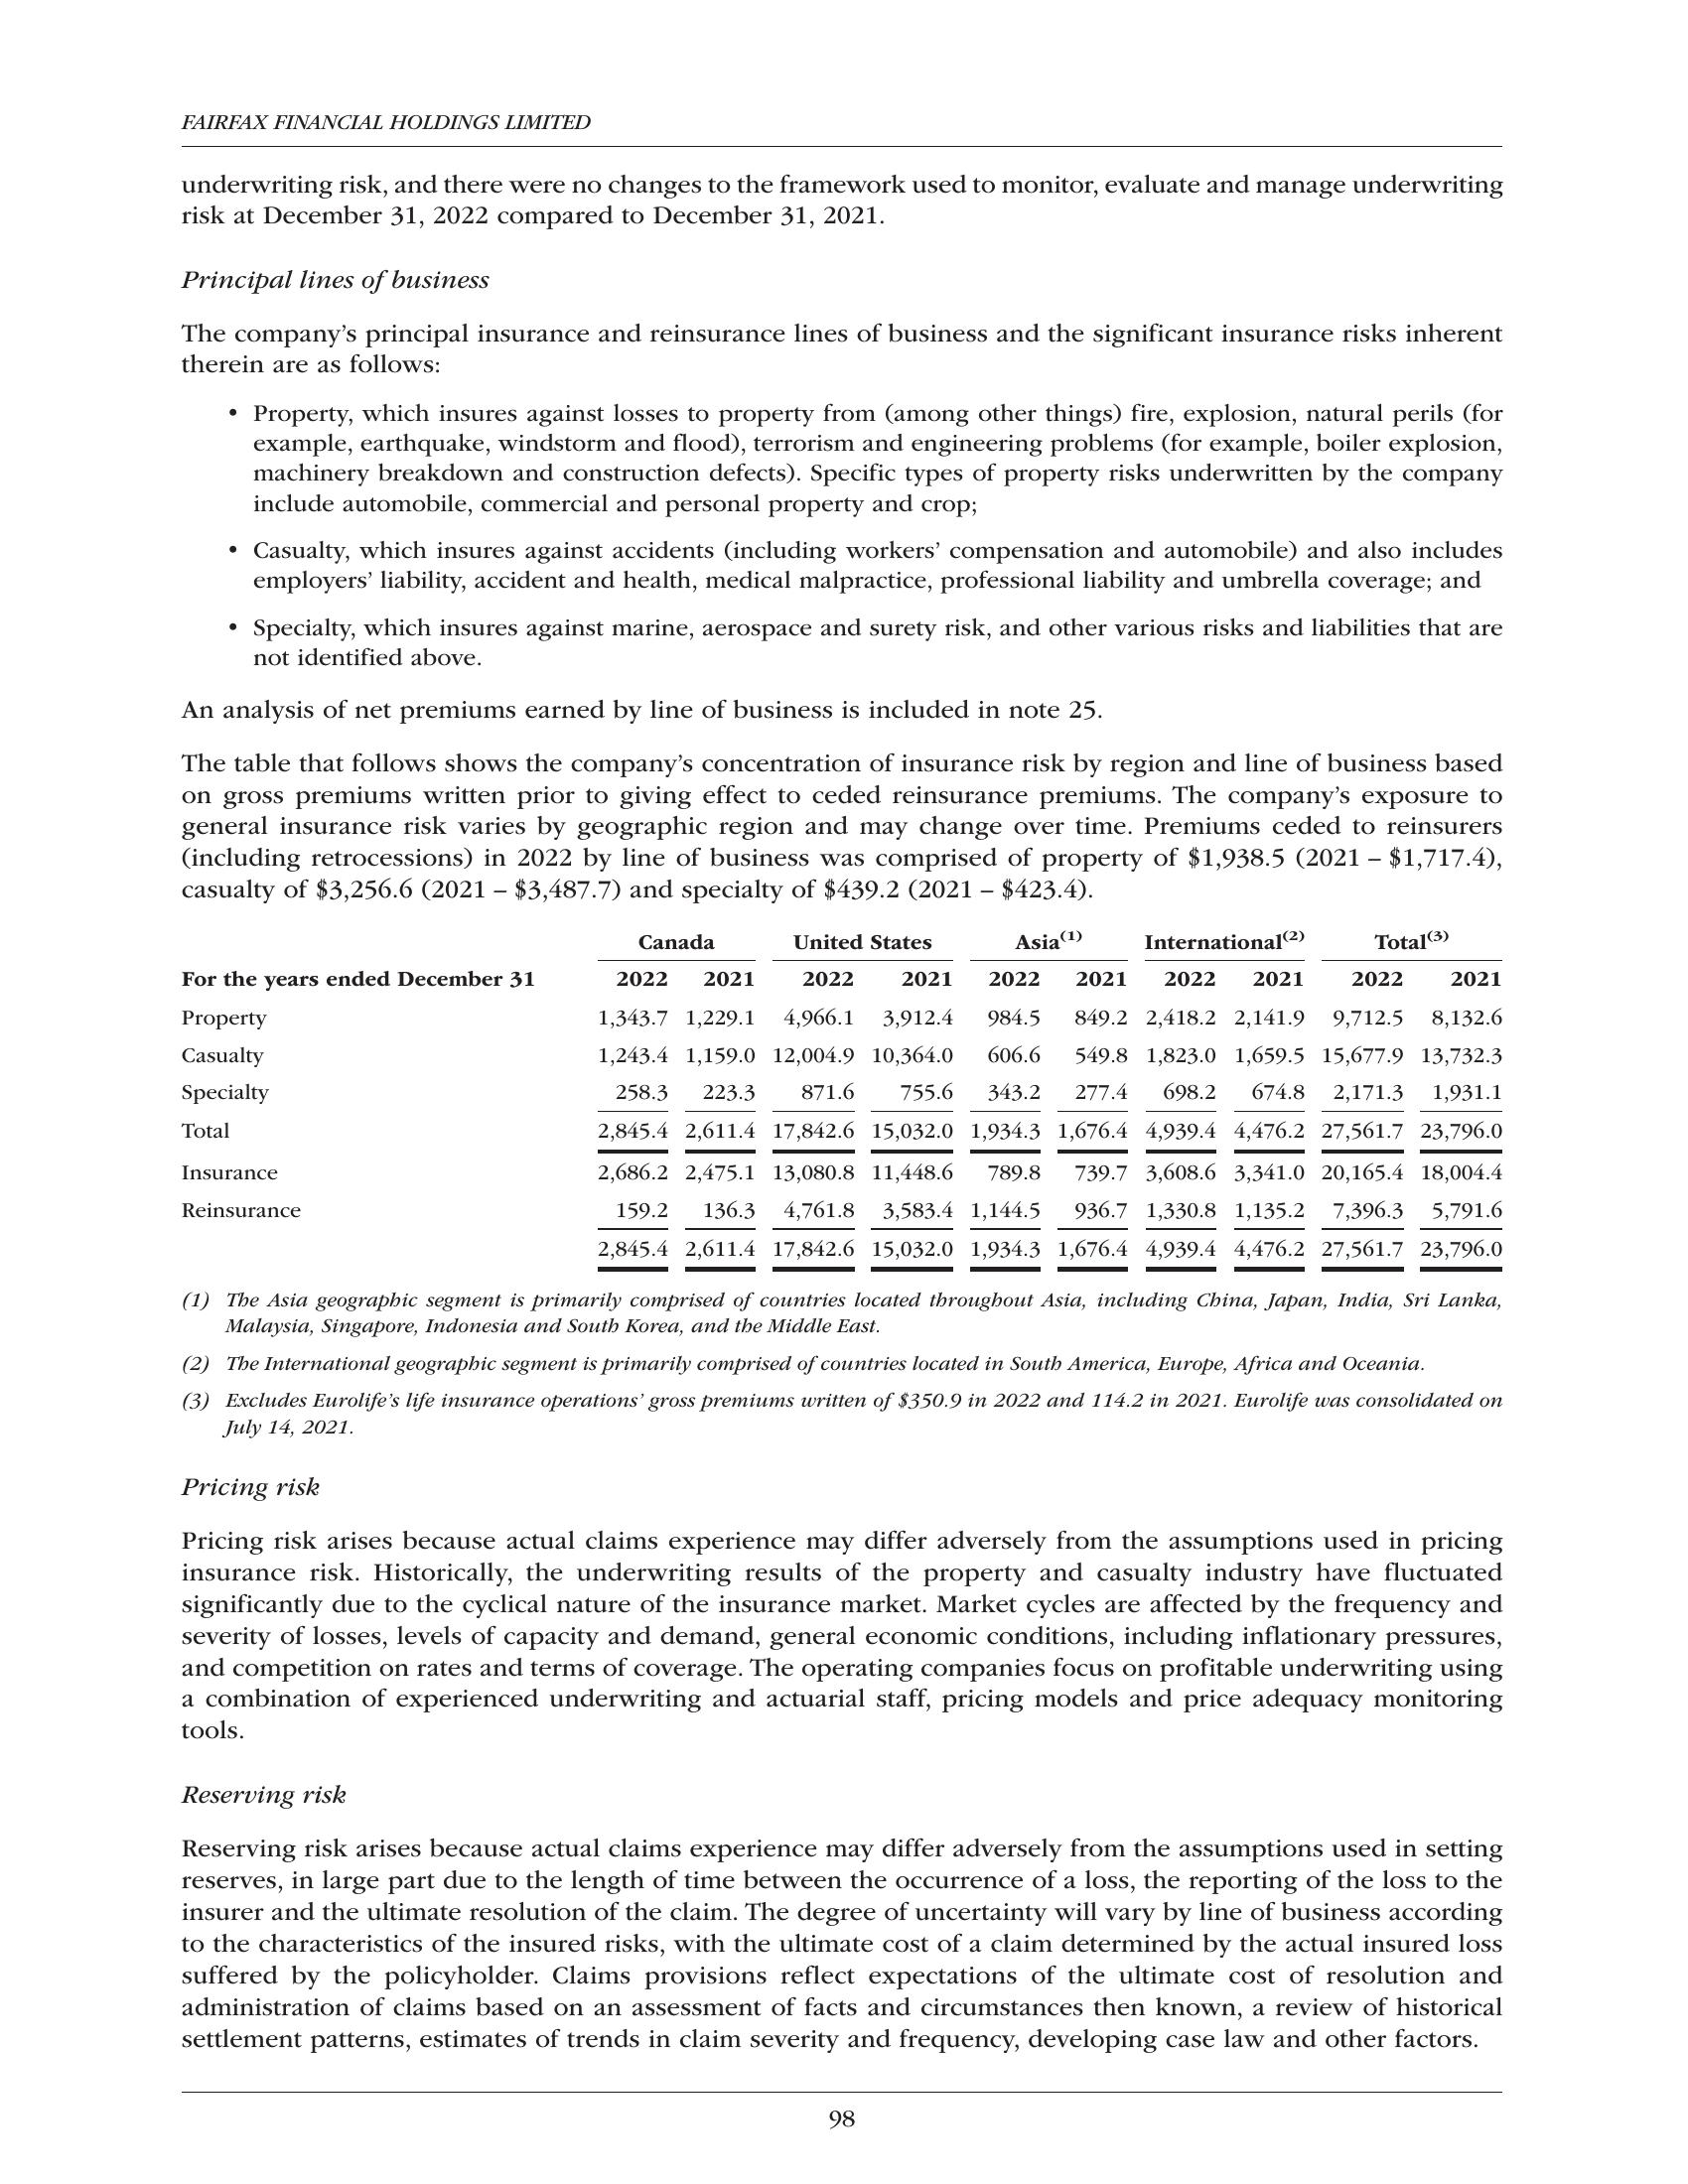 FAIRFAX FINANCIAL HOLDINGS LIMITED
underwriting risk, and there were no changes to the framework used to monitor, evaluate and manage underwriting
risk at December 31, 2022 compared to December 31, 2021.
Principal lines of business
The company’s principal insurance and reinsurance lines of business and the significant insurance risks inherent
therein are as follows:
• Property, which insures against losses to property from (among other things) fire, explosion, natural perils (for
example, earthquake, windstorm and flood), terrorism and engineering problems (for example, boiler explosion,
machinery breakdown and construction defects). Specific types of property risks underwritten by the company
include automobile, commercial and personal property and crop;
• Casualty, which insures against accidents (including workers’ compensation and automobile) and also includes
employers’ liability, accident and health, medical malpractice, professional liability and umbrella coverage; and
• Specialty, which insures against marine, aerospace and surety risk, and other various risks and liabilities that are
not identified above.
An analysis of net premiums earned by line of business is included in note 25.
The table that follows shows the company’s concentration of insurance risk by region and line of business based
on gross premiums written prior to giving effect to ceded reinsurance premiums. The company’s exposure to
general insurance risk varies by geographic region and may change over time. Premiums ceded to reinsurers
(including retrocessions) in 2022 by line of business was comprised of property of $1,938.5 (2021 – $1,717.4),
casualty of $3,256.6 (2021 – $3,487.7) and specialty of $439.2 (2021 – $423.4).
Canada United States Asia(1) International(2) Total(3)
For the years ended December 31 2022 2021 2022 2021 2022 2021 2022 2021 2022 2021
Property 1,343.7 1,229.1 4,966.1 3,912.4 984.5 849.2 2,418.2 2,141.9 9,712.5 8,132.6
Casualty 1,243.4 1,159.0 12,004.9 10,364.0 606.6 549.8 1,823.0 1,659.5 15,677.9 13,732.3
Specialty 258.3 223.3 871.6 755.6 343.2 277.4 698.2 674.8 2,171.3 1,931.1
Total 2,845.4 2,611.4 17,842.6 15,032.0 1,934.3 1,676.4 4,939.4 4,476.2 27,561.7 23,796.0
Insurance 2,686.2 2,475.1 13,080.8 11,448.6 789.8 739.7 3,608.6 3,341.0 20,165.4 18,004.4
Reinsurance 159.2 136.3 4,761.8 3,583.4 1,144.5 936.7 1,330.8 1,135.2 7,396.3 5,791.6
2,845.4 2,611.4 17,842.6 15,032.0 1,934.3 1,676.4 4,939.4 4,476.2 27,561.7 23,796.0
(1) The Asia geographic segment is primarily comprised of countries located throughout Asia, including China, Japan, India, Sri Lanka,
Malaysia, Singapore, Indonesia and South Korea, and the Middle East.
(2) The International geographic segment is primarily comprised of countries located in South America, Europe, Africa and Oceania.
(3) Excludes Eurolife’s life insurance operations’ gross premiums written of $350.9 in 2022 and 114.2 in 2021. Eurolife was consolidated on
July 14, 2021.
Pricing risk
Pricing risk arises because actual claims experience may differ adversely from the assumptions used in pricing
insurance risk. Historically, the underwriting results of the property and casualty industry have fluctuated
significantly due to the cyclical nature of the insurance market. Market cycles are affected by the frequency and
severity of losses, levels of capacity and demand, general economic conditions, including inflationary pressures,
and competition on rates and terms of coverage. The operating companies focus on profitable underwriting using
a combination of experienced underwriting and actuarial staff, pricing models and price adequacy monitoring
tools.
Reserving risk
Reserving risk arises because actual claims experience may differ adversely from the assumptions used in setting
reserves, in large part due to the length of time between the occurrence of a loss, the reporting of the loss to the
insurer and the ultimate resolution of the claim. The degree of uncertainty will vary by line of business according
to the characteristics of the insured risks, with the ultimate cost of a claim determined by the actual insured loss
suffered by the policyholder. Claims provisions reflect expectations of the ultimate cost of resolution and
administration of claims based on an assessment of facts and circumstances then known, a review of historical
settlement patterns, estimates of trends in claim severity and frequency, developing case law and other factors.
98